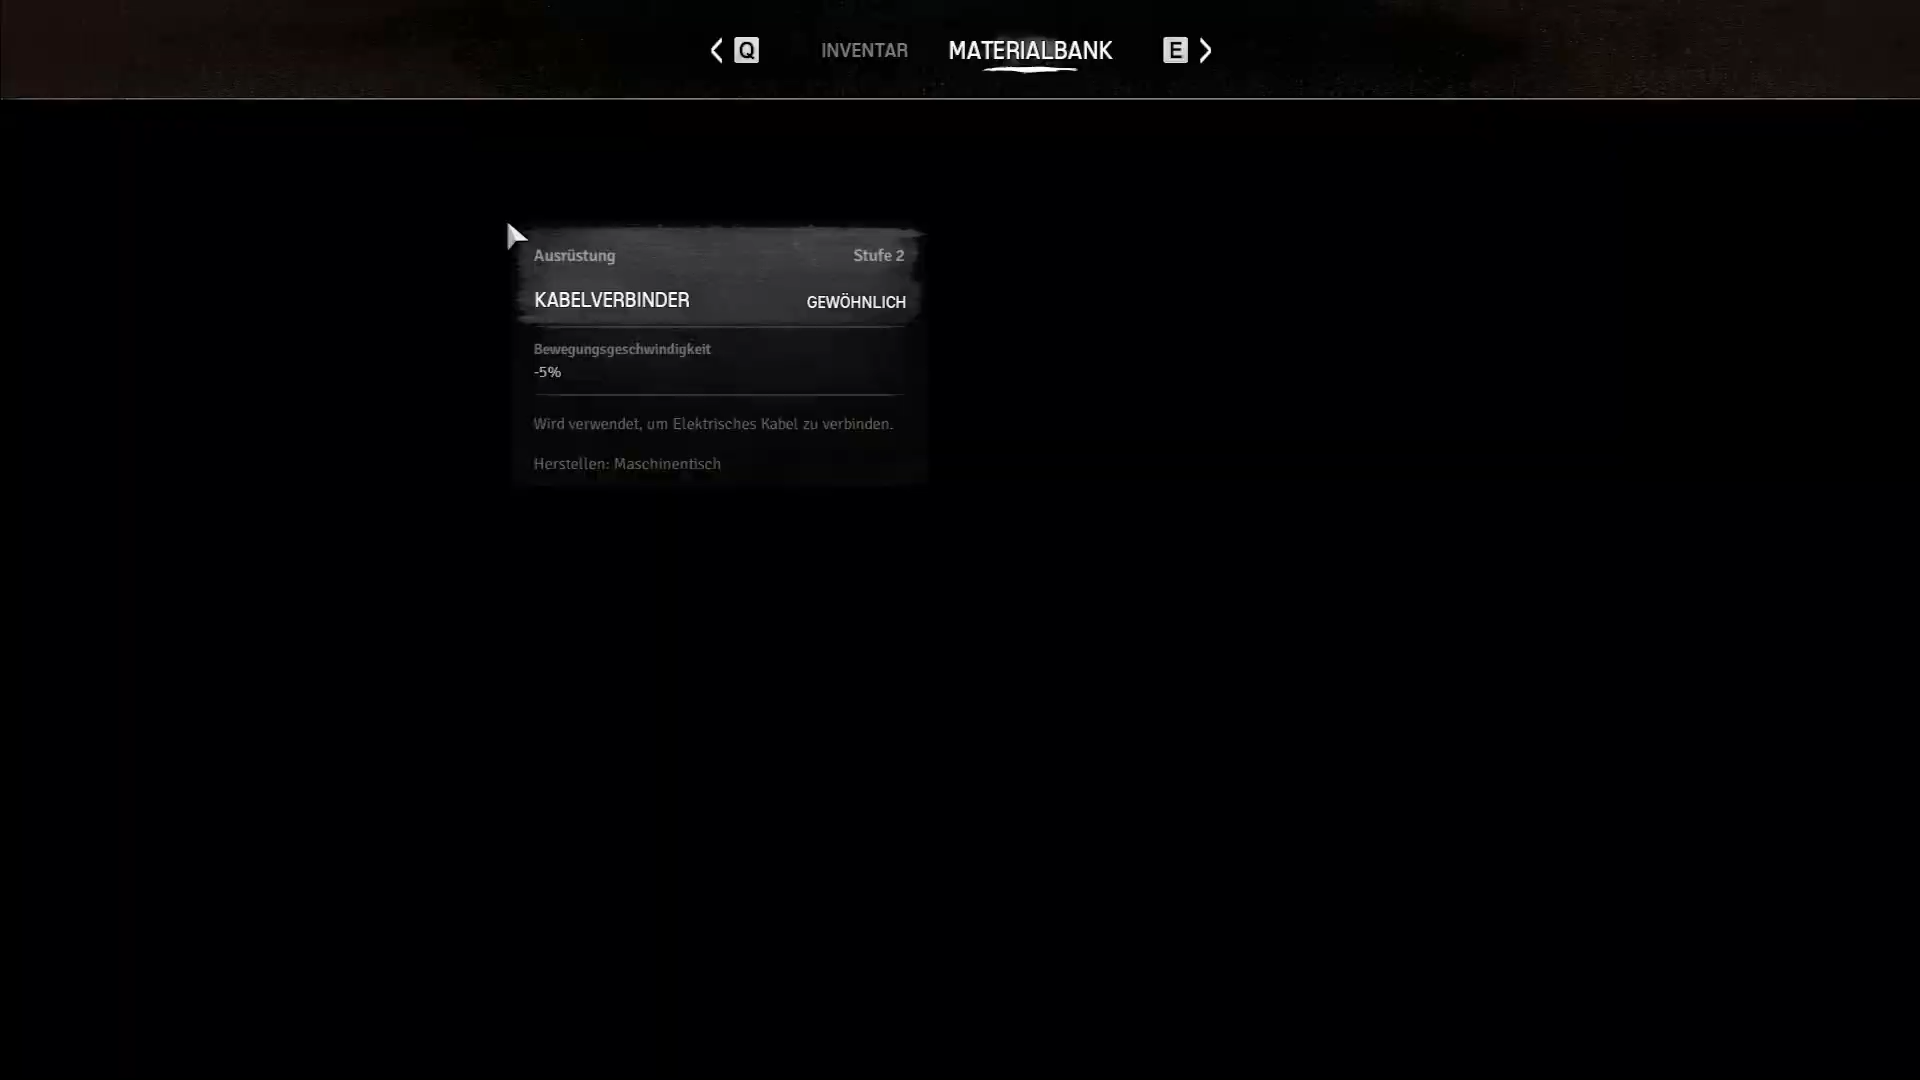 Q INVENTAR MATERIALBANK E
Ausrüstung Stufe 2
KABELVERBINDER GEWÖHNLICH
Bewegungsgeschwindigkeit
-5%
Wird verwendet, um Elektrisches Kabel zu verbinden.
Herstellen: Maschinentisch